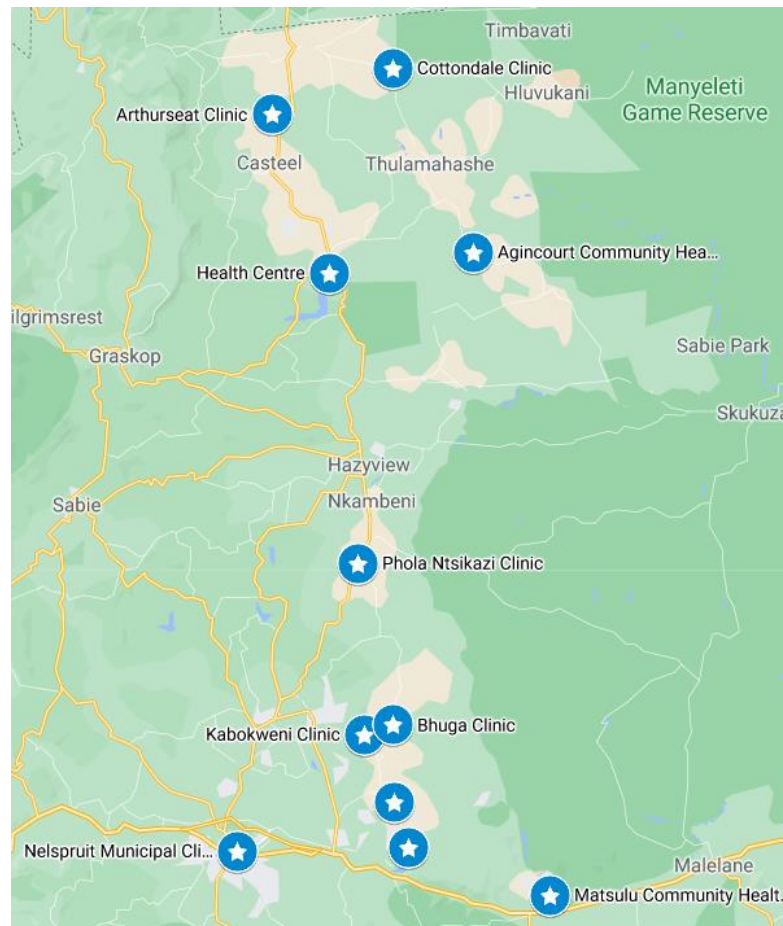 Timbavati
Cottondale Clinic
Hluvukani
Manyeleti
Game Reserve
Arthurseat Clinic
Casteel
Thulamahashe
Agincourt Community Hea...
Health Centre
ilgrimsrest
Graskop
Sabie Park
Skukuza
Hazyview
Nkambeni
Sabie
Phola Ntsikazi Clinic
Bhuga Clinic
Kabokweni Clinic
Nelspruit Municipal Cli...
Malelane
Matsulu Community Healt.